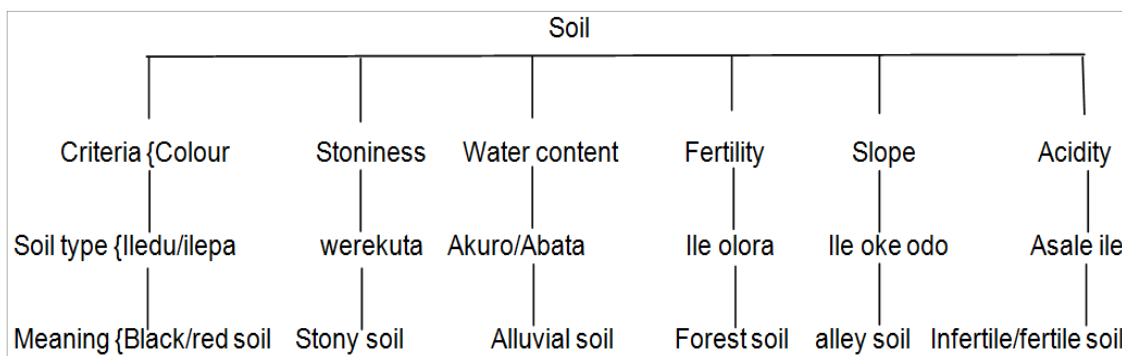 Soil
Criteria {Colour Stoniness Water content Fertility Slope Acidity
Soil type {Iledu/ilepa werekuta Akuro/Abata Ile olora Ile oke odo Asale ile
Meaning {Black/red soil Stony soil Alluvial soil Forest soil alley soil Infertile/fertile soil